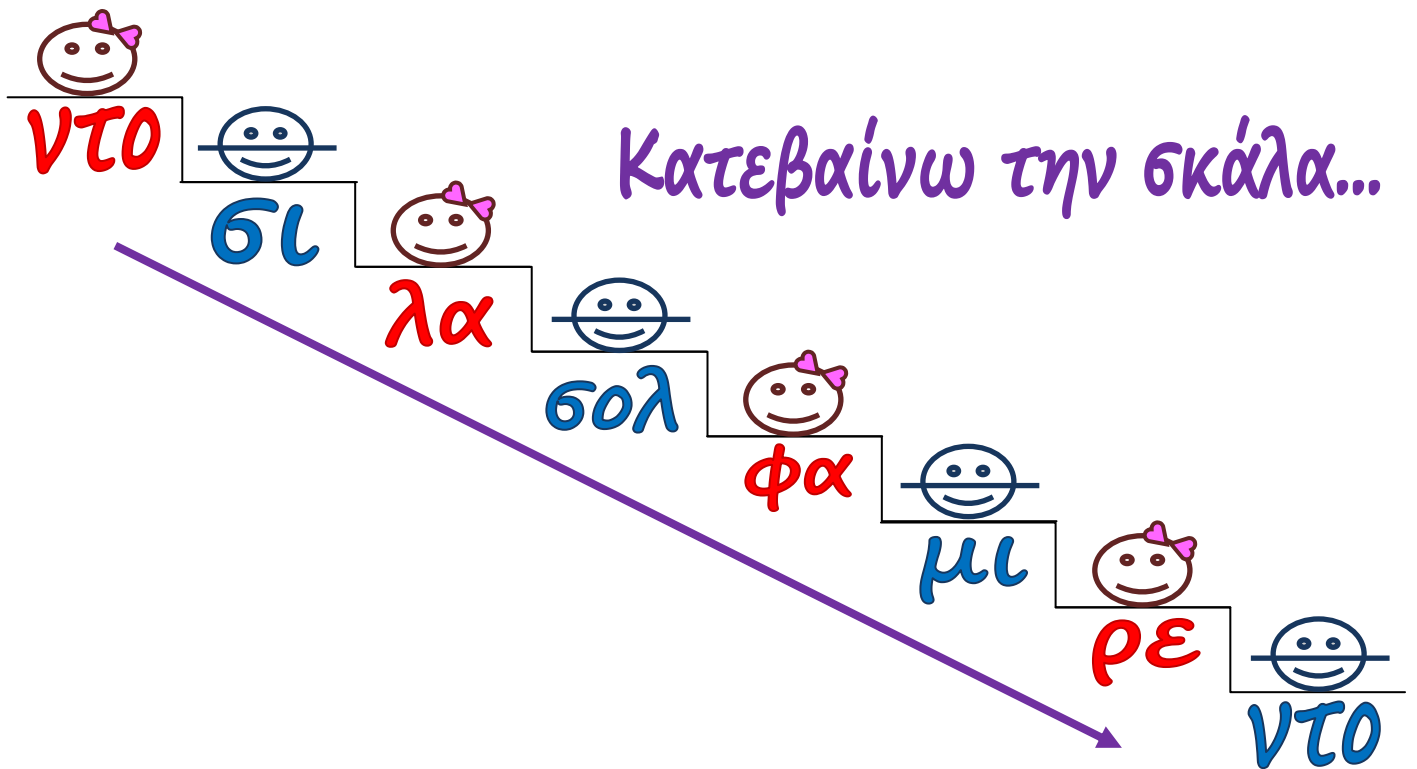 ντο
Κατεβαίνω την σκάλα...
σι
λα
σολ
φα
μι
ρε
ντο